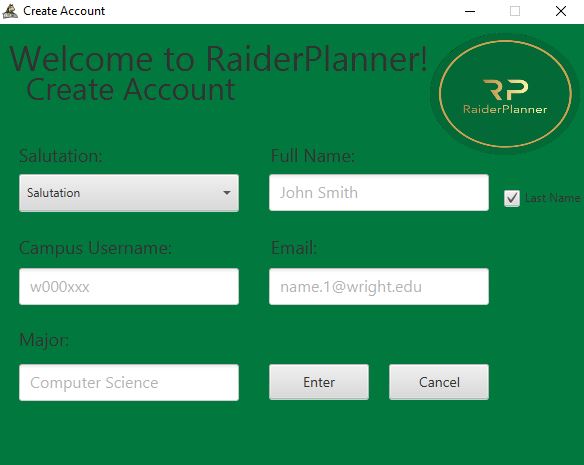 Create Account
Welcome to RaiderPlanner!
Create Account
RP
RaiderPlanner
Salutation:
Full Name:
Salutation
John Smith
Last Name
Campus Username:
Email:
w000xxx
name.1@wright.edu
Major:
Computer Science
Enter
Cancel